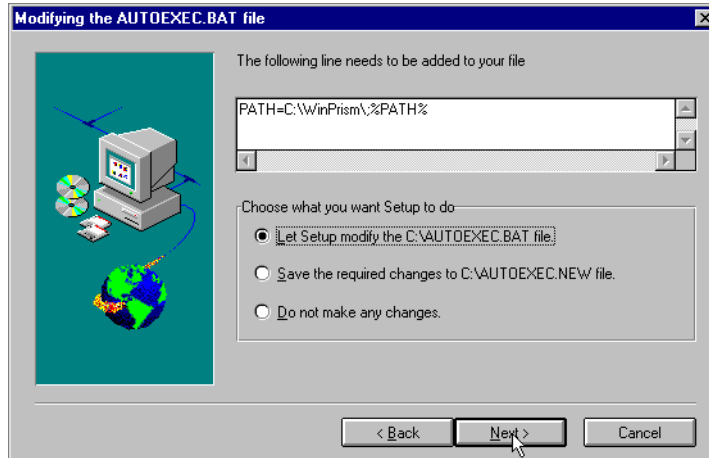 Modifying the AUTOEXEC.BAT file
The following line needs to be added to your file
PATH=C:\WinPrism\;%PATH%
Choose what you want Setup to do
Let Setup modify the C:\AUTOEXEC.BAT file.
Save the required changes to C:\AUTOEXEC.NEW file.
Do not make any changes.
< Back
Next >
Cancel